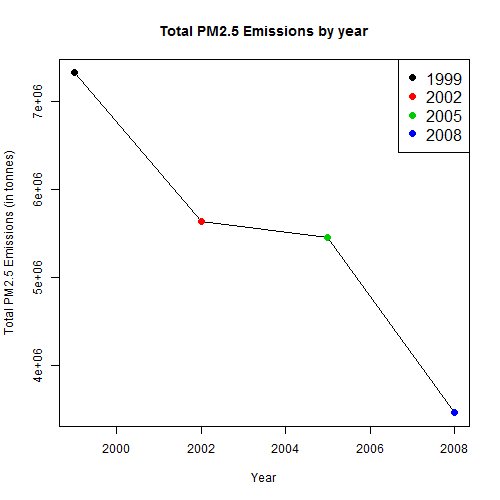 Total PM2.5 Emissions by year
1999
2002
2005
2008
Total PM2.5 Emissions (in tonnes)
7e+06
6e+06
5e+06
4e+06
2000
2002
2004
2006
2008
Year